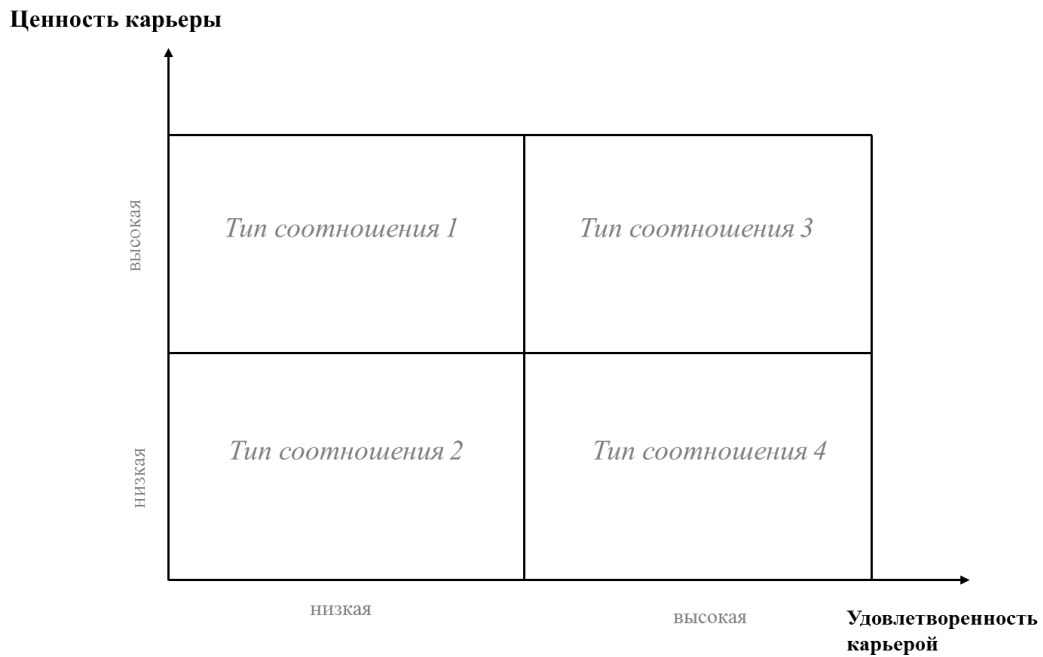 Ценность карьеры
высокая
Тип соотношения 1
Тип соотношения 3
низкая
Тип соотношения 2
Тип соотношения 4
низкая
высокая
Удовлетворенность
карьерой